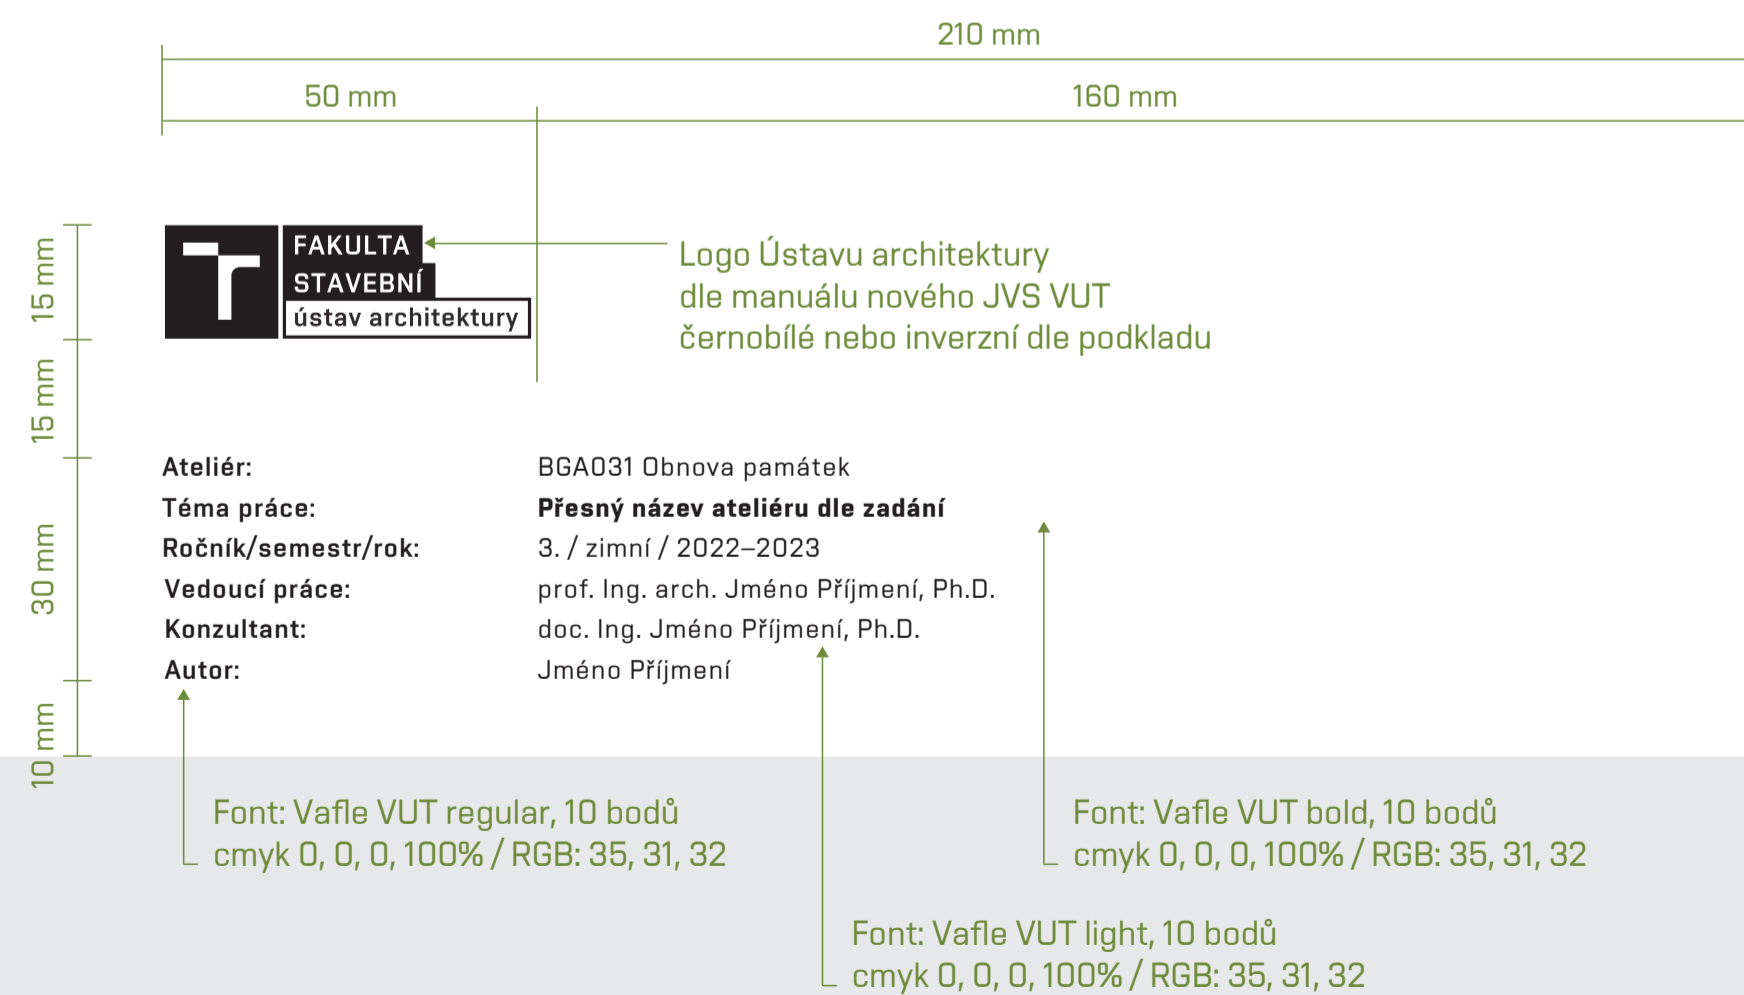 210 mm
50 mm
160 mm
15 mm
FAKULTA
STAVEBNÍ
ústav architektury
Logo Ústavu architektury
dle manuálu nového JVS VUT
černobílé nebo inverzní dle podkladu
15 mm
30 mm
10 mm
Ateliér: BGA031 Obnova památek
Téma práce: Přesný název ateliéru dle zadání
Ročník/semestr/rok: 3. / zimní / 2022–2023
Vedoucí práce: prof. Ing. arch. Jméno Příjmení, Ph.D.
Konzultant: doc. Ing. Jméno Příjmení, Ph.D.
Autor: Jméno Příjmení
Font: Vafle VUT regular, 10 bodů
cmyk 0, 0, 0, 100% / RGB: 35, 31, 32
Font: Vafle VUT bold, 10 bodů
cmyk 0, 0, 0, 100% / RGB: 35, 31, 32
Font: Vafle VUT light, 10 bodů
cmyk 0, 0, 0, 100% / RGB: 35, 31, 32